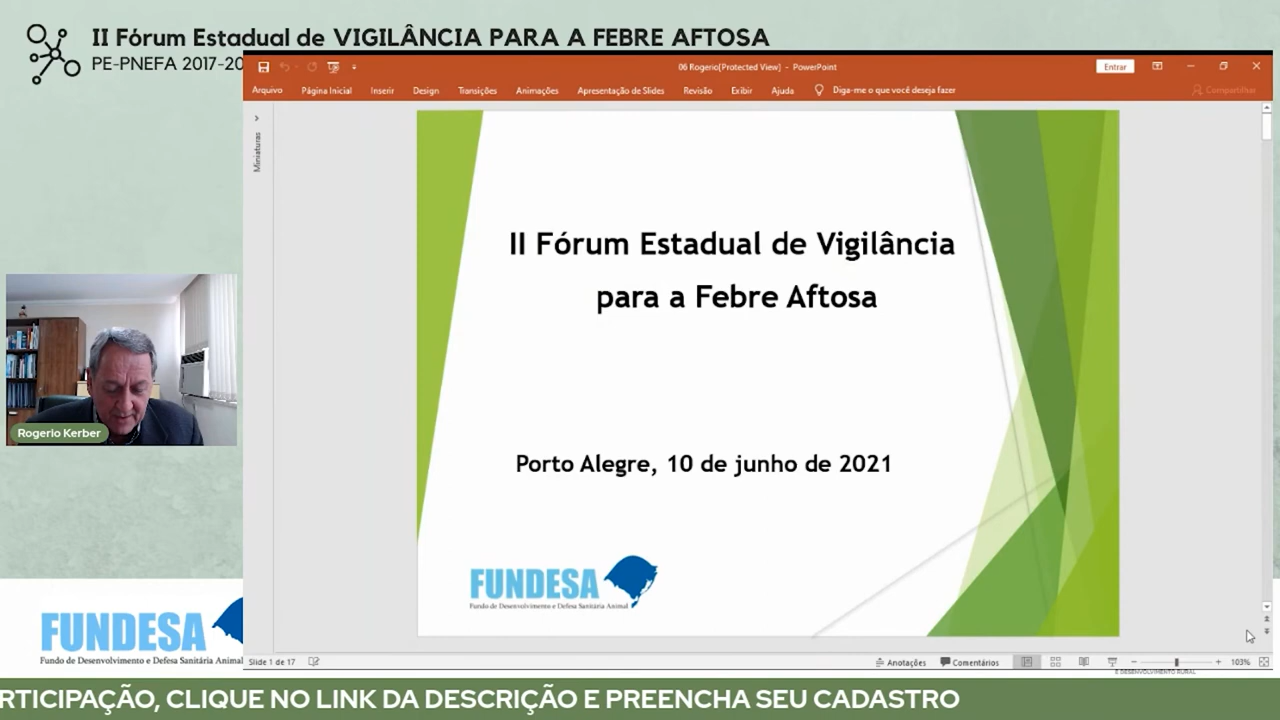 II Fórum Estadual de VIGILÂNCIA PARA A FEBRE AFTOSA
PE-PNEFA 2017-20
06 Rogerio[Protected View] - PowerPoint
Entrar
Arquivo
Página Inicial
Inserir
Design
Transições
Animações
Apresentação de Slides
Revisão
Exibir
Ajuda
Diga-me o que você deseja fazer
Compartilhar
Miniaturas
II Fórum Estadual de Vigilância
para a Febre Aftosa
Porto Alegre, 10 de junho de 2021
FUNDESA
Fundo de Desenvolvimento e Defesa Sanitária Animal
Rogerio Kerber
FUNDESA
Fundo de Desenvolvimento e Defesa Sanitária Animal
Slide 1 de 17
Anotações
Comentários
103%
E DESENVOLVIMENTO RURAL
RTICIPAÇÃO, CLIQUE NO LINK DA DESCRIÇÃO E PREENCHA SEU CADASTRO